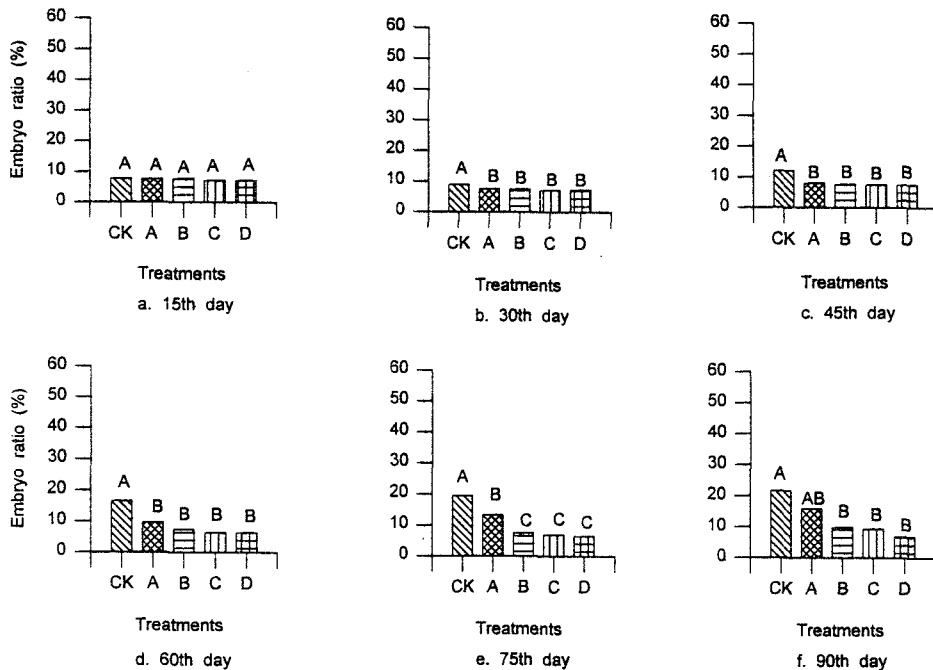 Embryo ratio (%)
60
50
40
30
20
10
0
A A A A A
CK A B C D
Treatments
a. 15th day
60
50
40
30
20
10
0
A B B B B
CK A B C D
Treatments
b. 30th day
60
50
40
30
20
10
0
A B B B B
CK A B C D
Treatments
c. 45th day
Embryo ratio (%)
60
50
40
30
20
10
0
A B B B B
CK A B C D
Treatments
d. 60th day
60
50
40
30
20
10
0
A B C C C
CK A B C D
Treatments
e. 75th day
60
50
40
30
20
10
0
A AB B B B
CK A B C D
Treatments
f. 90th day